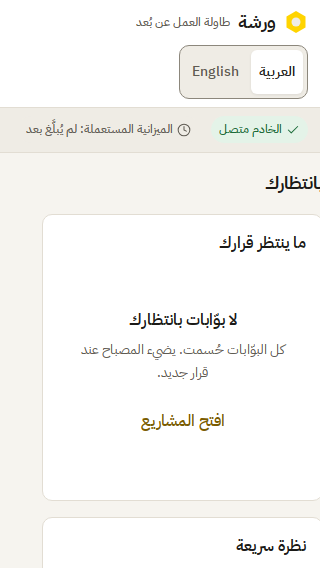 ورشة طاولة العمل عن بُعد
العربية English
الخادم متصل الميزانية المستعملة: لم يُبلَّغ بعد
بانتظارك
ما ينتظر قرارك
لا بوّابات بانتظارك
كل البوّابات حُسمت. يضيء المصباح عند
قرار جديد.
افتح المشاريع
نظرة سريعة